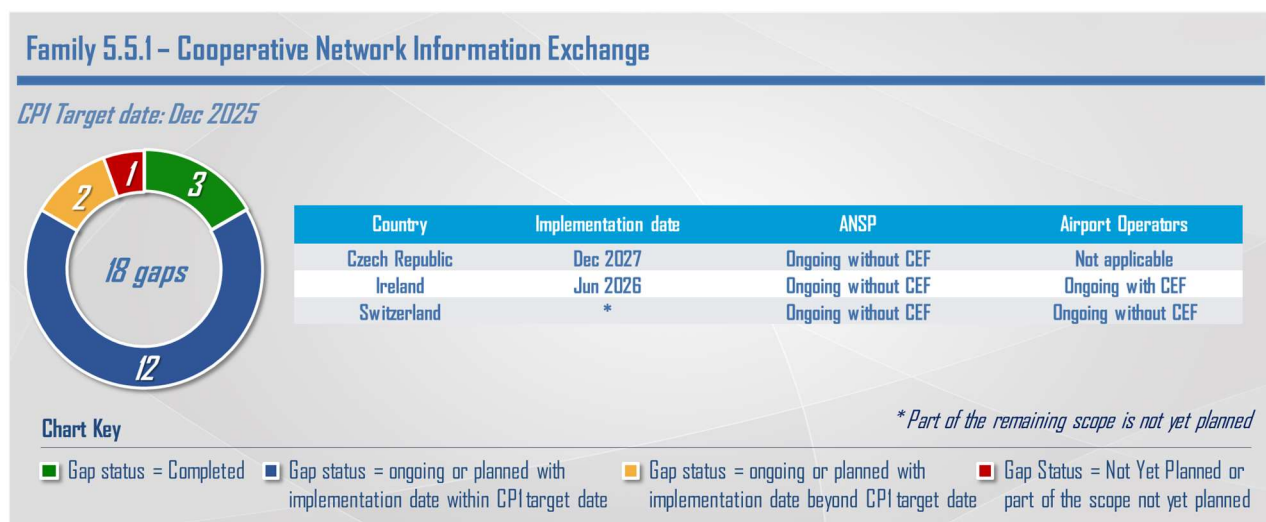 Family 5.5.1 – Cooperative Network Information Exchange
CP1 Target date: Dec 2025
1
3
2
18 gaps
12
Country Implementation date ANSP Airport Operators
Czech Republic Dec 2027 Ongoing without CEF Not applicable
Ireland Jun 2026 Ongoing without CEF Ongoing with CEF
Switzerland * Ongoing without CEF Ongoing without CEF
* Part of the remaining scope is not yet planned
Chart Key
Gap status = Completed
Gap status = ongoing or planned with
implementation date within CP1 target date
Gap status = ongoing or planned with
implementation date beyond CP1 target date
Gap Status = Not Yet Planned or
part of the scope not yet planned